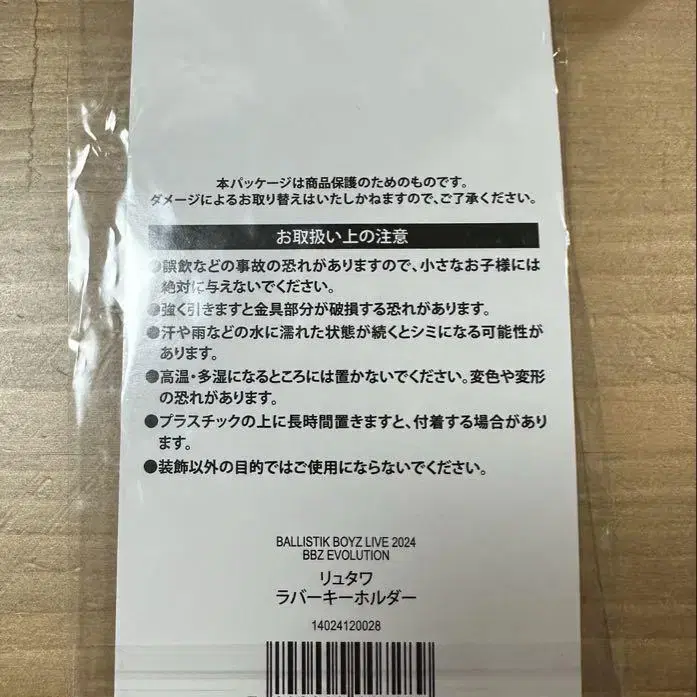 本パッケージは商品保護のためのものです。
ダメージによるお取り替えはいたしかねますので、ご了承ください。
お取扱い上の注意
●誤飲などの事故の恐れがありますので、小さなお子様には
絶対に与えないでください。
●強く引きますと金具部分が破損する恐れがあります。
●汗や雨などの水に濡れた状態が続くとシミになる可能性が
あります。
●高温・多湿になるところには置かないでください。変色や変形
の恐れがあります。
●プラスチックの上に長時間置きますと、付着する場合があり
ます。
●装飾以外の目的ではご使用にならないでください。
BALLISTIK BOYZ LIVE 2024
BBZ EVOLUTION
リュタワ
ラバーキーホルダー
14024120028